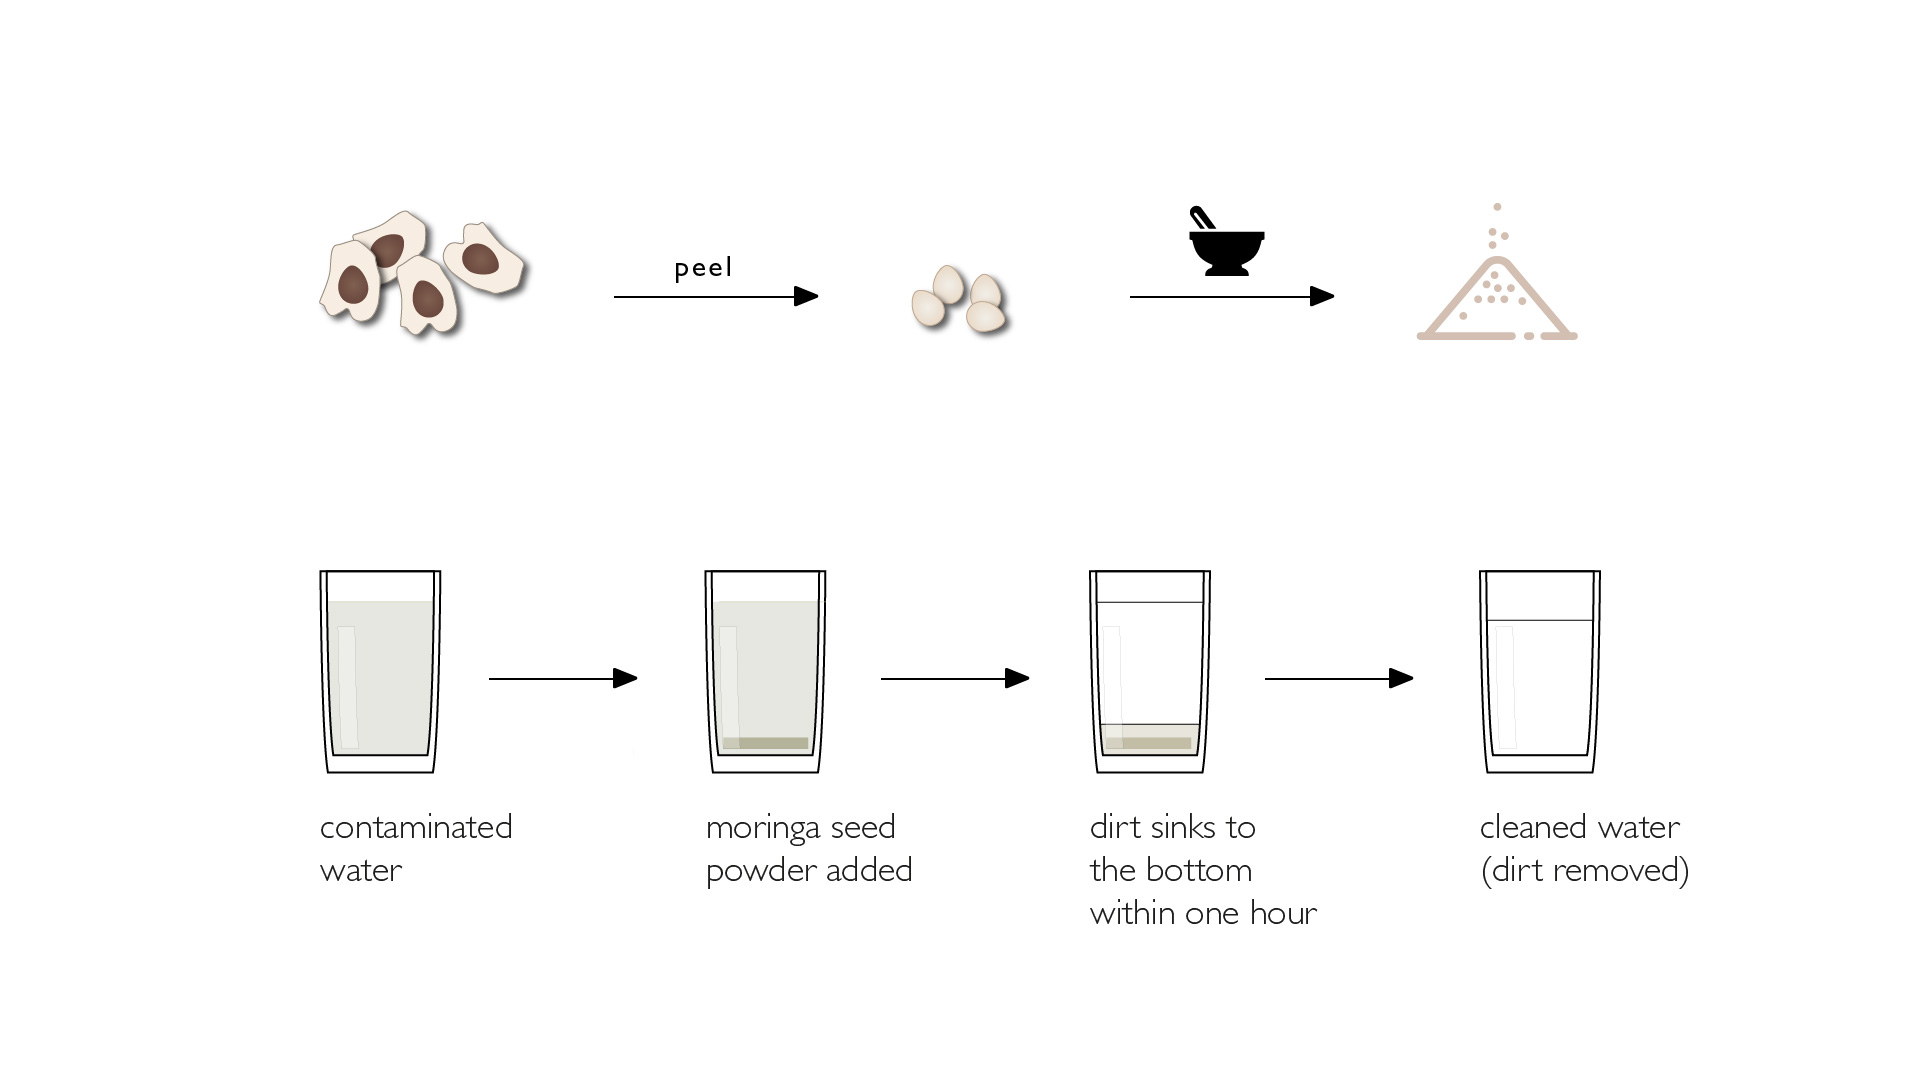 peel
contaminated
water
moringa seed
powder added
dirt sinks to
the bottom
within one hour
cleaned water
(dirt removed)